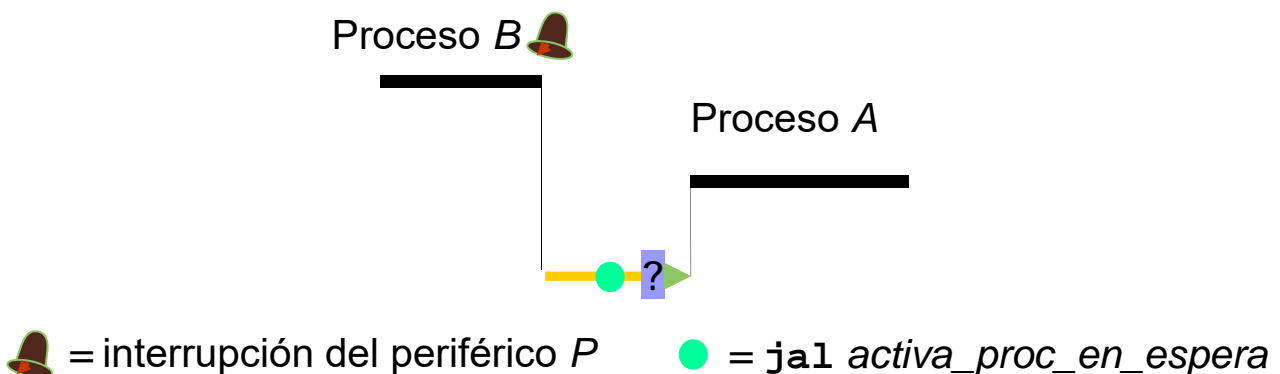 Proceso B
Proceso A
?
= interrupción del periférico P
= jal activa_proc_en_espera